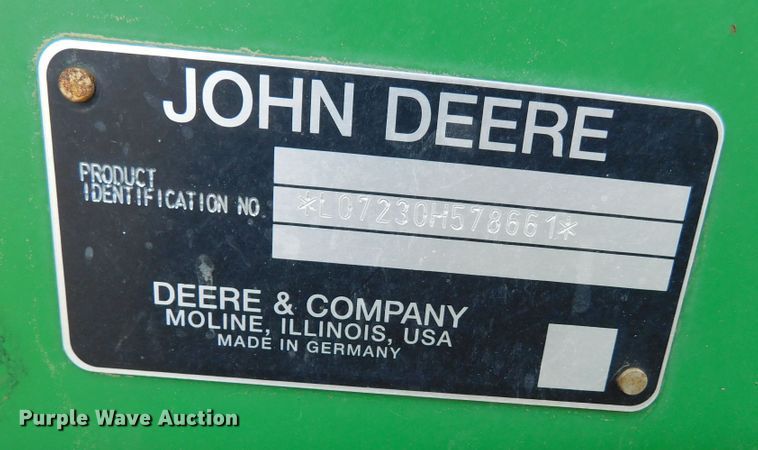 JOHN DEERE
PRODUCT
IDENTIFICATION NO.
*L07230H578661*
DEERE & COMPANY
MOLINE, ILLINOIS, USA
MADE IN GERMANY
Purple Wave Auction